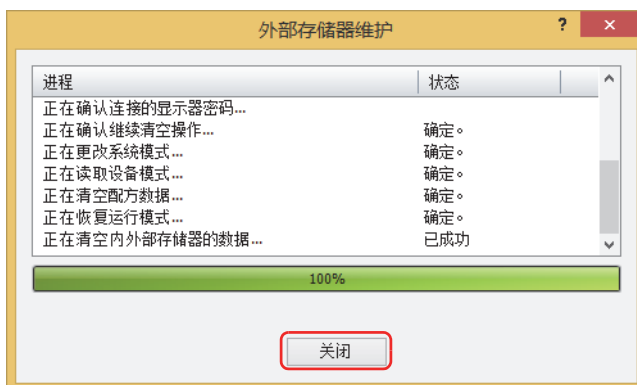 外部存储器维护 ? ×
进程 状态
正在确认连接的显示器密码...
正在确认继续清空操作... 确定。
正在更改系统模式... 确定。
正在读取设备模式... 确定。
正在清空配方数据... 确定。
正在恢复运行模式... 确定。
正在清空内外部存储器的数据... 已成功
100%
关闭